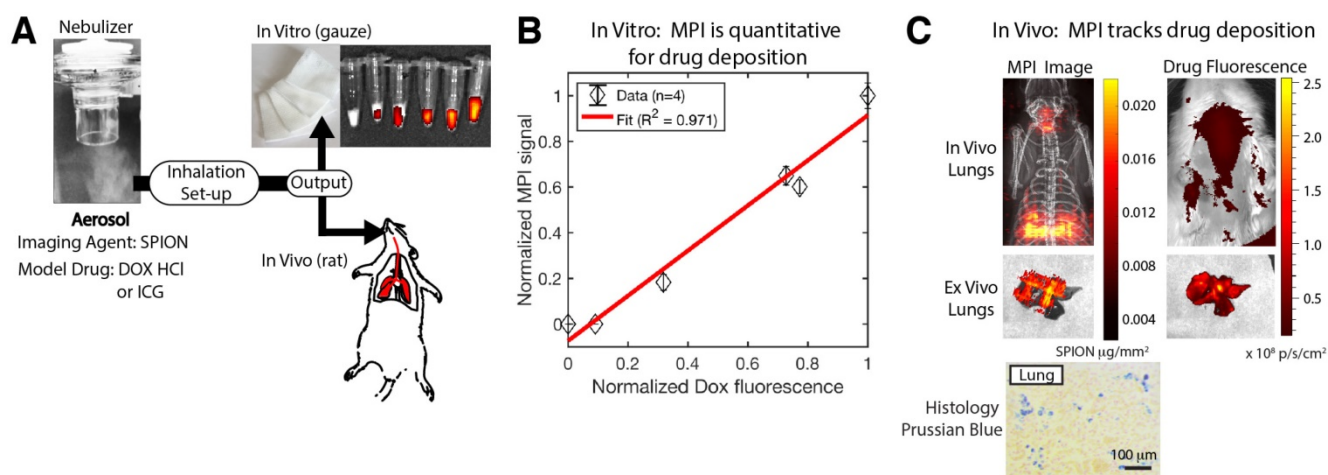 A
Nebulizer
In Vitro (gauze)
Inhalation
Set-up
Output
Aerosol
Imaging Agent: SPION
Model Drug: DOX HCl
or ICG
In Vivo (rat)
B
In Vitro: MPI is quantitative
for drug deposition
Data (n=4)
Fit (R² = 0.971)
Normalized MPI signal
1
0.8
0.6
0.4
0.2
0
0
0.2
0.4
0.6
0.8
1
Normalized Dox fluorescence
C
In Vivo: MPI tracks drug deposition
MPI Image
Drug Fluorescence
In Vivo
Lungs
0.020
0.016
0.012
0.008
0.004
2.5
2.0
1.5
1.0
0.5
Ex Vivo
Lungs
SPION μg/mm²
x 10⁸ p/s/cm²
Lung
Histology
Prussian Blue
100 μm